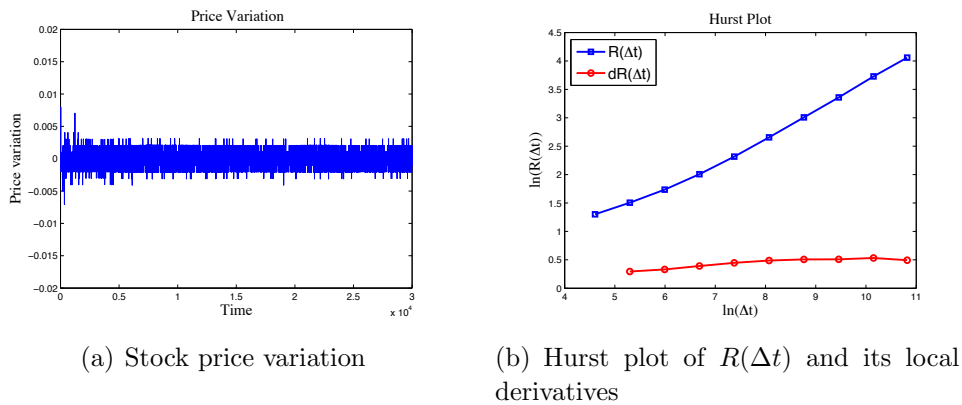 Price Variation
0.02
0.015
0.01
0.005
0
−0.005
−0.01
−0.015
−0.02
Price variation
0 0.5 1 1.5 2 2.5 3
x 10^4
Time
(a) Stock price variation
Hurst Plot
R(Δt)
dR(Δt)
4.5
4
3.5
3
2.5
2
1.5
1
0.5
0
ln(R(Δt))
4 5 6 7 8 9 10 11
ln(Δt)
(b) Hurst plot of R(Δt) and its local
derivatives